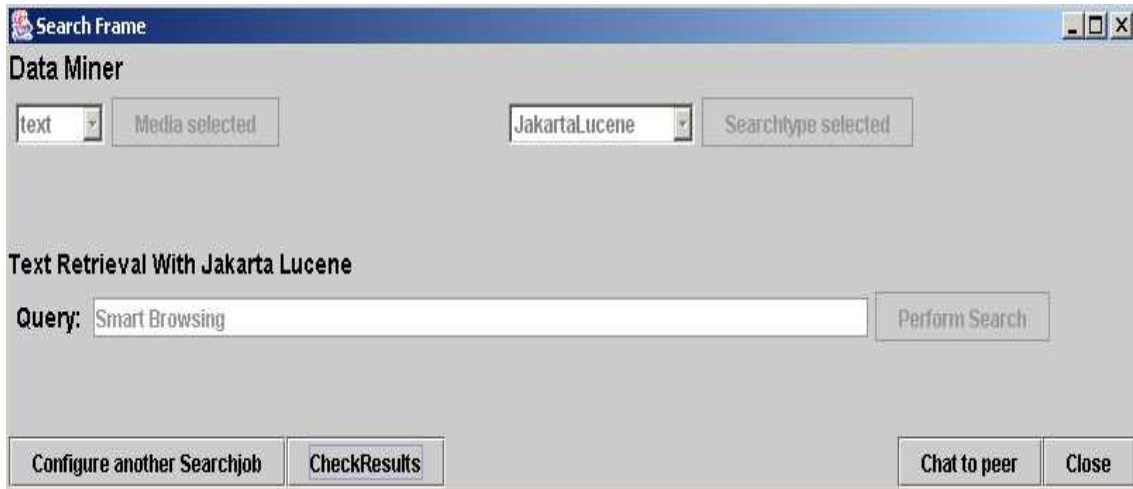 Search Frame
Data Miner
text Media selected JakartaLucene Searchtype selected
Text Retrieval With Jakarta Lucene
Query: Smart Browsing Perform Search
Configure another Searchjob CheckResults Chat to peer Close